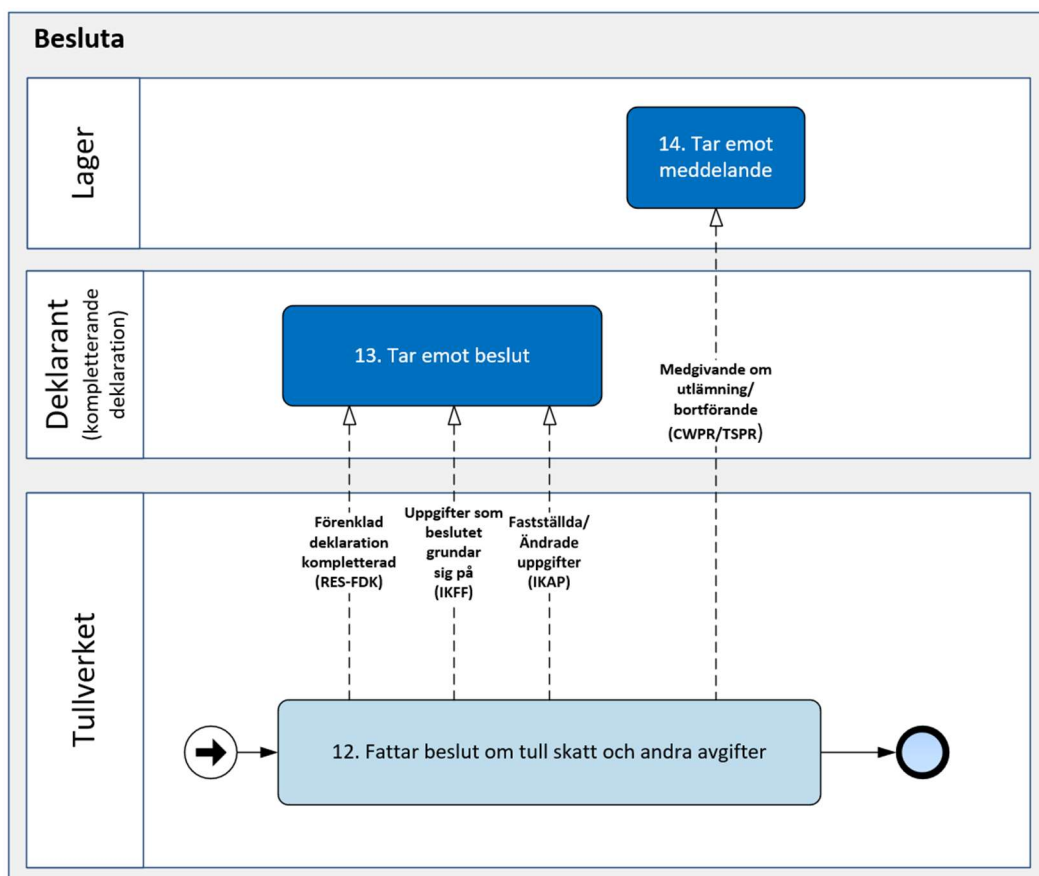 Besluta
Lager
14. Tar emot
meddelande
Deklarant
(kompletterande
deklaration)
13. Tar emot beslut
Medgivande om
utlämning/
bortförande
(CWPR/TSPR)
Tullverket
Förenklad
deklaration
kompletterad
(RES-FDK)
Uppgifter som
beslutet
grundar
sig på
(IKFF)
Fastställda/
Ändrade
uppgifter
(IKAP)
12. Fattar beslut om tull skatt och andra avgifter